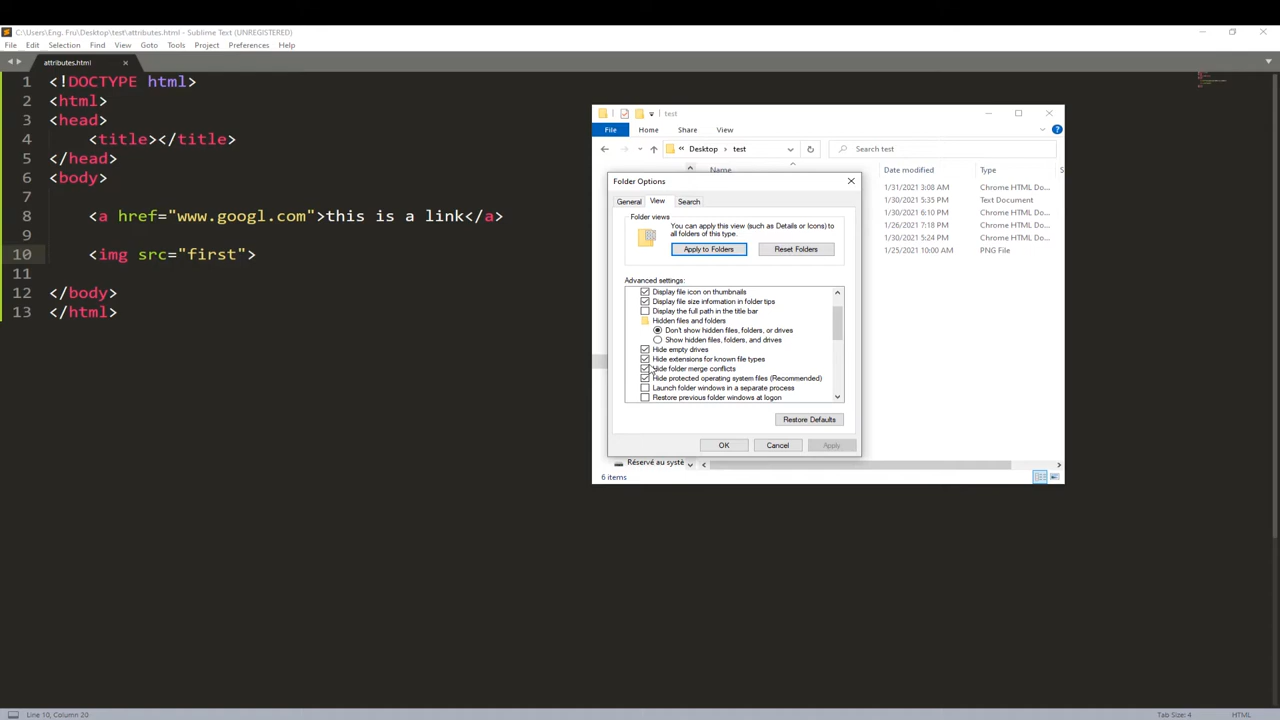 C:\Users\Eng. Fru\Desktop\test\attributes.html - Sublime Text (UNREGISTERED)
File Edit Selection Find View Goto Tools Project Preferences Help
attributes.html
1 <!DOCTYPE html>
2 <html>
3 <head>
4 <title></title>
5 </head>
6 <body>
7
8 <a href="www.googl.com">this is a link</a>
9
10 <img src="first">
11
12 </body>
13 </html>
test
File Home Share View
« Desktop › test
Search test
Name Date modified Type S
1/31/2021 3:08 AM Chrome HTML Do...
1/30/2021 5:35 PM Text Document
1/30/2021 6:10 PM Chrome HTML Do...
1/26/2021 7:18 PM Chrome HTML Do...
1/30/2021 5:24 PM Chrome HTML Do...
1/25/2021 10:00 AM PNG File
Folder Options
General View Search
Folder views
You can apply this view (such as Details or Icons) to
all folders of this type.
Apply to Folders Reset Folders
Advanced settings:
Display file icon on thumbnails
Display file size information in folder tips
Display the full path in the title bar
Hidden files and folders
Don't show hidden files, folders, or drives
Show hidden files, folders, and drives
Hide empty drives
Hide extensions for known file types
Hide folder merge conflicts
Hide protected operating system files (Recommended)
Launch folder windows in a separate process
Restore previous folder windows at logon
Restore Defaults
OK Cancel Apply
Réservé au systè
6 items
Line 10, Column 20
Tab Size: 4 HTML